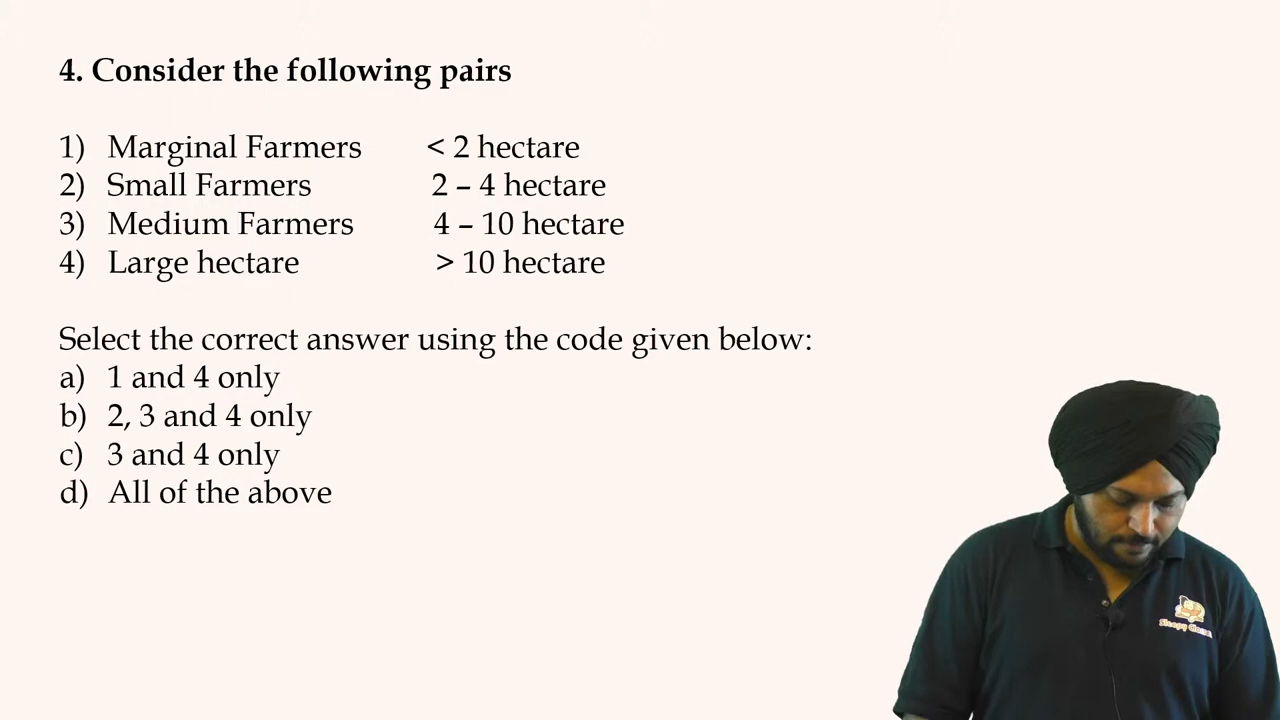 4. Consider the following pairs
1) Marginal Farmers < 2 hectare
2) Small Farmers 2 – 4 hectare
3) Medium Farmers 4 – 10 hectare
4) Large hectare > 10 hectare
Select the correct answer using the code given below:
a) 1 and 4 only
b) 2, 3 and 4 only
c) 3 and 4 only
d) All of the above